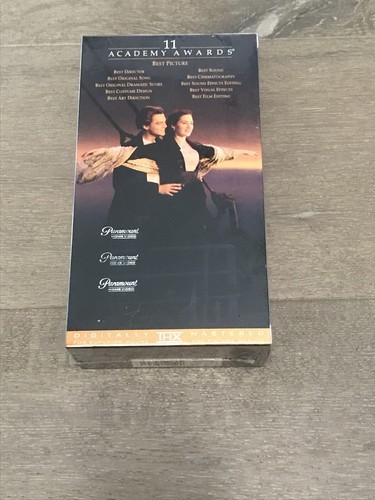 11
ACADEMY AWARDS®
BEST PICTURE
BEST DIRECTOR
BEST ORIGINAL SONG
BEST ORIGINAL DRAMATIC SCORE
BEST COSTUME DESIGN
BEST ART DIRECTION
BEST SOUND
BEST CINEMATOGRAPHY
BEST SOUND EFFECTS EDITING
BEST VISUAL EFFECTS
BEST FILM EDITING
Paramount
Paramount
Paramount
DIGITALLY THX MASTERED